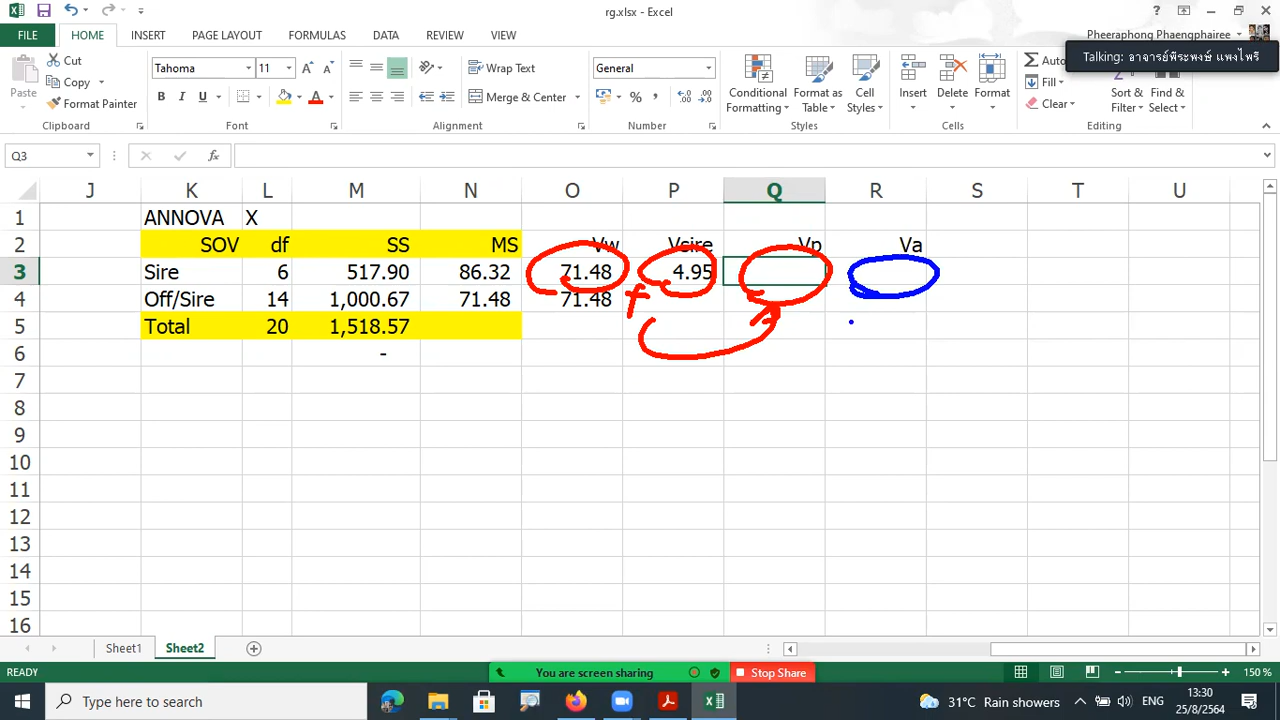 rg.xlsx - Excel
FILE HOME INSERT PAGE LAYOUT FORMULAS DATA REVIEW VIEW Pheeraphong Phaengphairee
Talking: อาจารย์พีระพงษ์ แพงไพรี
Paste Cut Copy Format Painter Clipboard
Tahoma 11 B I U Font
Wrap Text Merge & Center Alignment
General % , Number
Conditional Formatting Format as Table Cell Styles Styles
Insert Delete Format Cells
Auto Fill Clear Sort & Filter Find & Select Editing
Q3 fx
J K L M N O P Q R S T U
1 ANNOVA X
2 SOV df SS MS Vw Vsire Vp Va
3 Sire 6 517.90 86.32 71.48 4.95
4 Off/Sire 14 1,000.67 71.48 71.48 +
5 Total 20 1,518.57
6 -
7
8
9
10
11
12
13
14
15
16
Sheet1 Sheet2
READY You are screen sharing Stop Share 150 %
Type here to search 31°C Rain showers ENG 13:30
25/8/2564